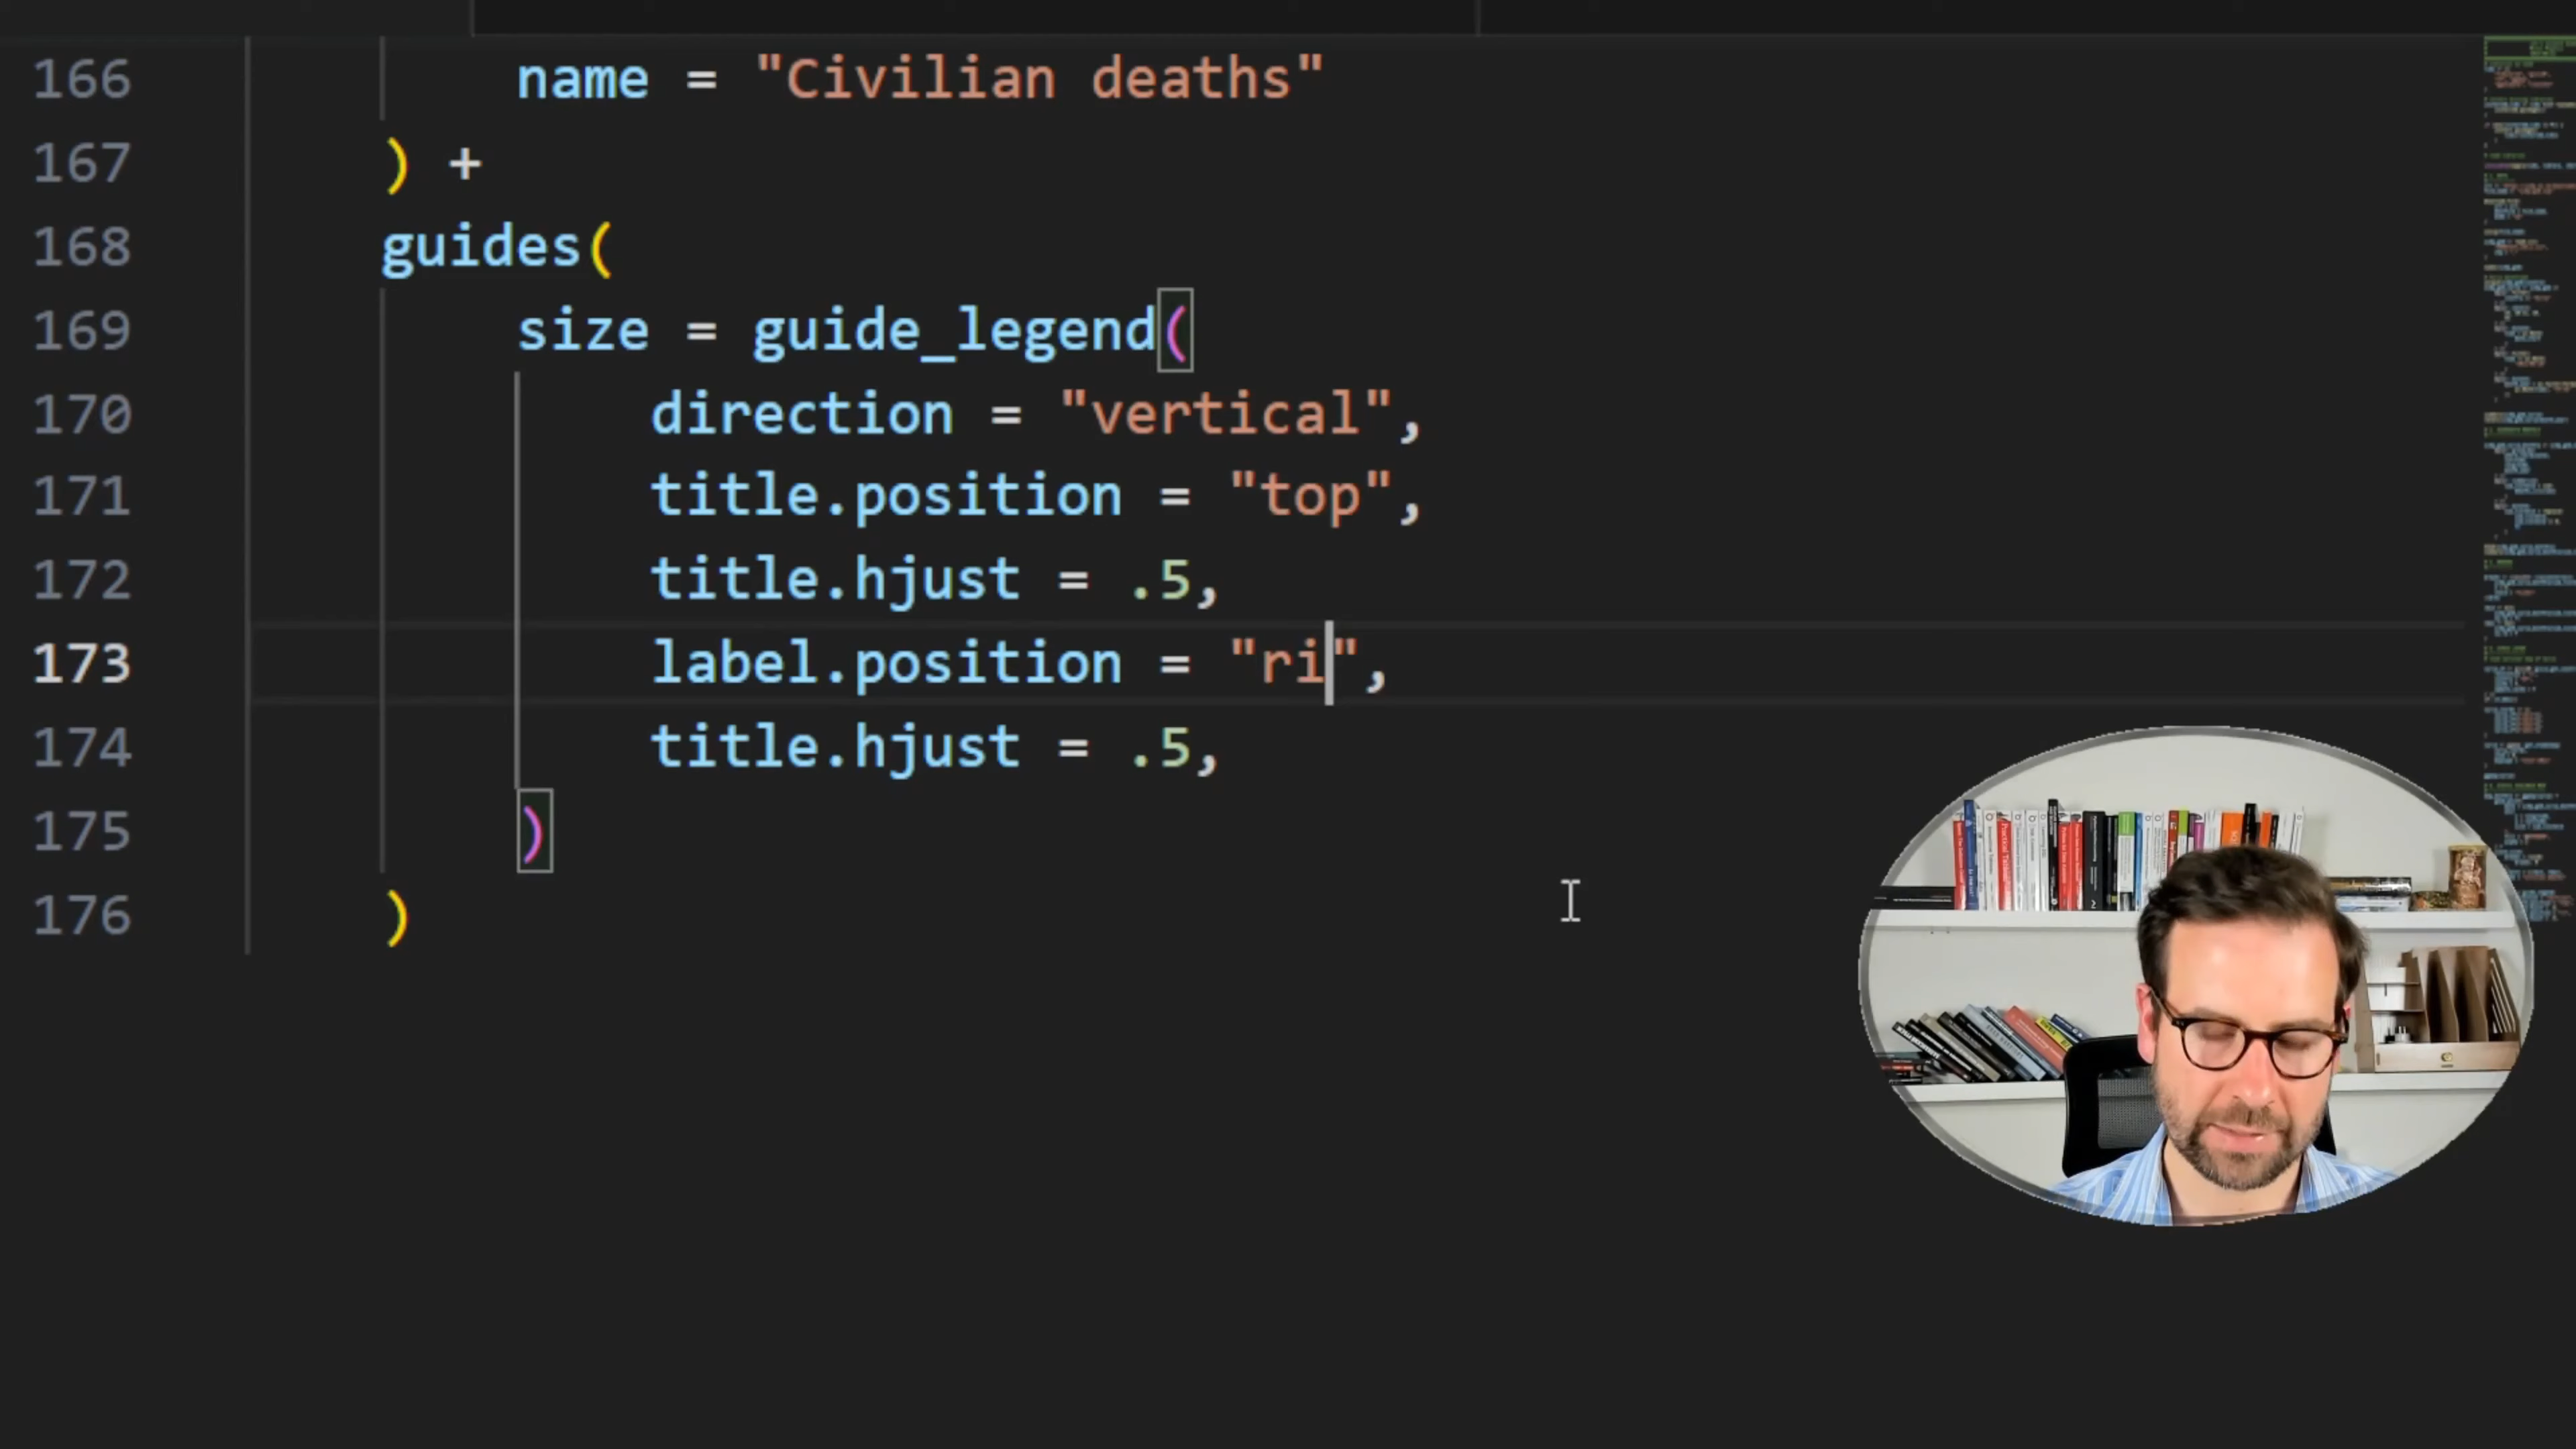 166 name = "Civilian deaths"
167 ) +
168 guides(
169 size = guide_legend(
170 direction = "vertical",
171 title.position = "top",
172 title.hjust = .5,
173 label.position = "ri",
174 title.hjust = .5,
175 )
176 )